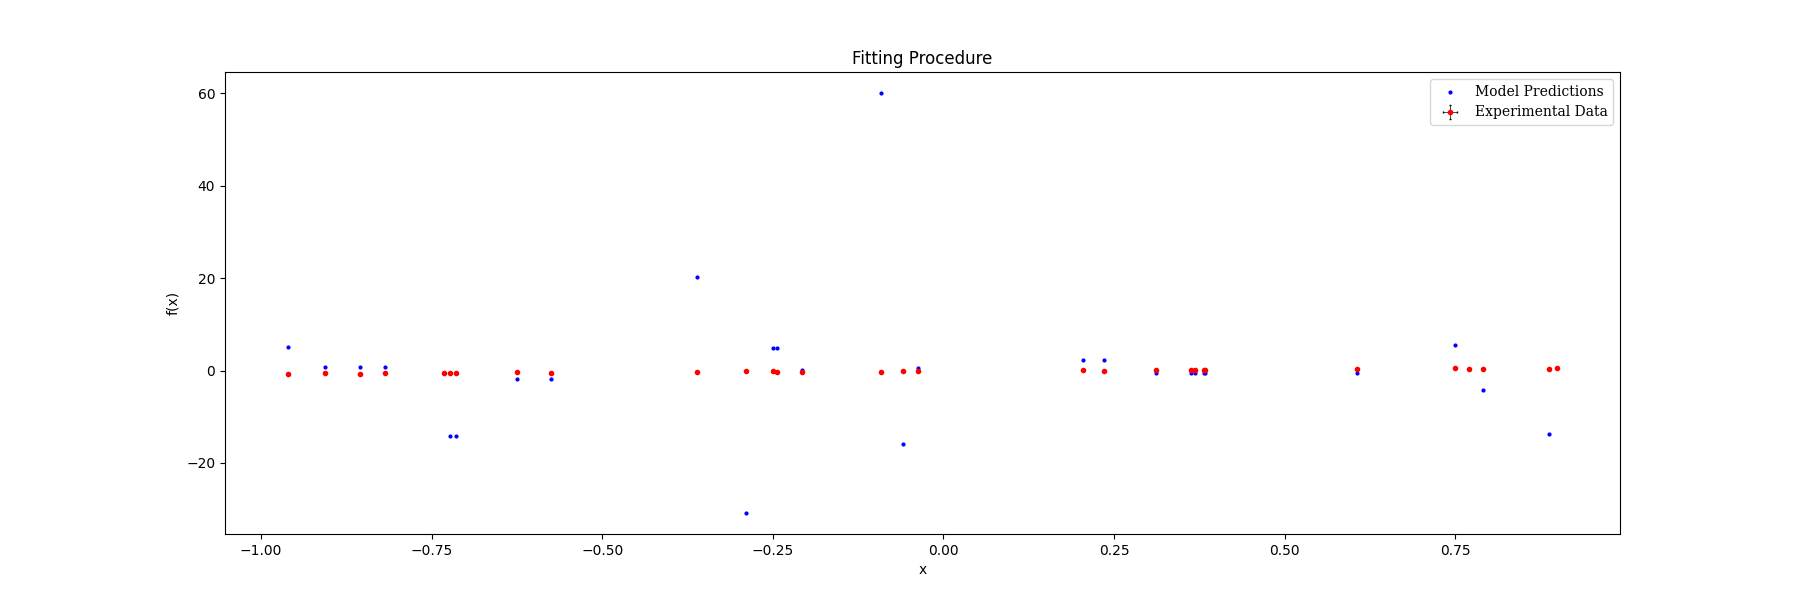 Fitting Procedure
Model Predictions
Experimental Data
60
40
20
0
−20
f(x)
−1.00 −0.75 −0.50 −0.25 0.00 0.25 0.50 0.75
x